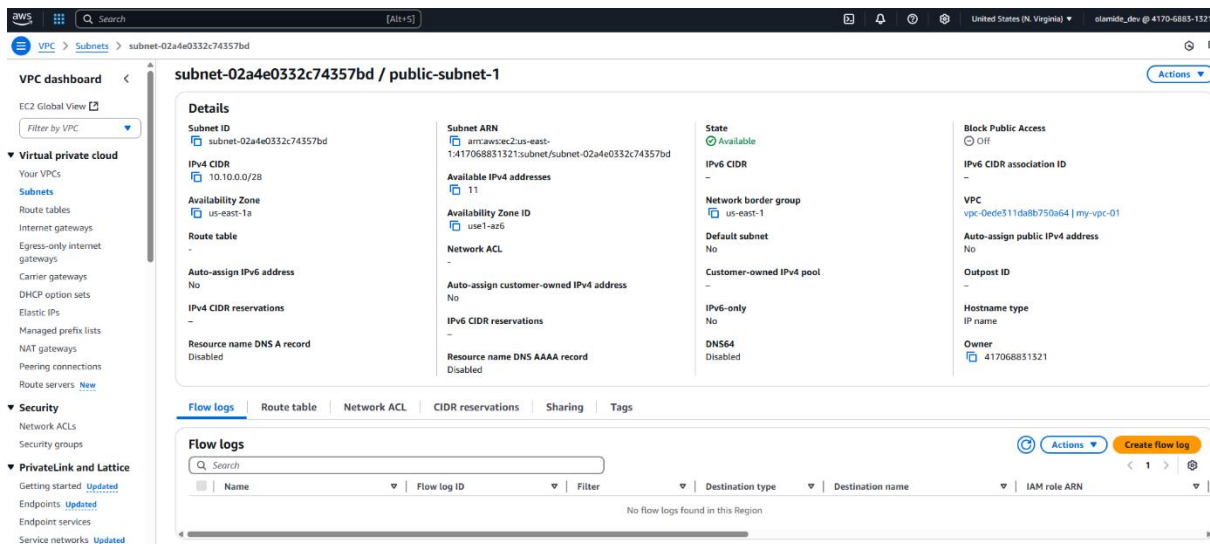 aws
Search [Alt+S] United States (N. Virginia) ▼ olamide_dev @ 4170-6883-1321
VPC > Subnets > subnet-02a4e0332c74357bd
VPC dashboard
EC2 Global View
Filter by VPC
Virtual private cloud
Your VPCs
Subnets
Route tables
Internet gateways
Egress-only internet
gateways
Carrier gateways
DHCP option sets
Elastic IPs
Managed prefix lists
NAT gateways
Peering connections
Route servers New
Security
Network ACLs
Security groups
PrivateLink and Lattice
Getting started Updated
Endpoints Updated
Endpoint services
Service networks Updated
subnet-02a4e0332c74357bd / public-subnet-1
Actions ▼
Details
Subnet ID
subnet-02a4e0332c74357bd
IPv4 CIDR
10.10.0.0/28
Availability Zone
us-east-1a
Route table
-
Auto-assign IPv6 address
No
IPv4 CIDR reservations
–
Resource name DNS A record
Disabled
Subnet ARN
arn:aws:ec2:us-east-
1:417068831321:subnet/subnet-02a4e0332c74357bd
Available IPv4 addresses
11
Availability Zone ID
use1-az6
Network ACL
-
Auto-assign customer-owned IPv4 address
No
IPv6 CIDR reservations
–
Resource name DNS AAAA record
Disabled
State
Available
IPv6 CIDR
–
Network border group
us-east-1
Default subnet
No
Customer-owned IPv4 pool
–
IPv6-only
No
DNS64
Disabled
Block Public Access
Off
IPv6 CIDR association ID
–
VPC
vpc-0ede311da8b750a64 | my-vpc-01
Auto-assign public IPv4 address
No
Outpost ID
–
Hostname type
IP name
Owner
417068831321
Flow logs Route table Network ACL CIDR reservations Sharing Tags
Flow logs
Actions ▼ Create flow log
Search
< 1 >
Name Flow log ID Filter Destination type Destination name IAM role ARN
No flow logs found in this Region